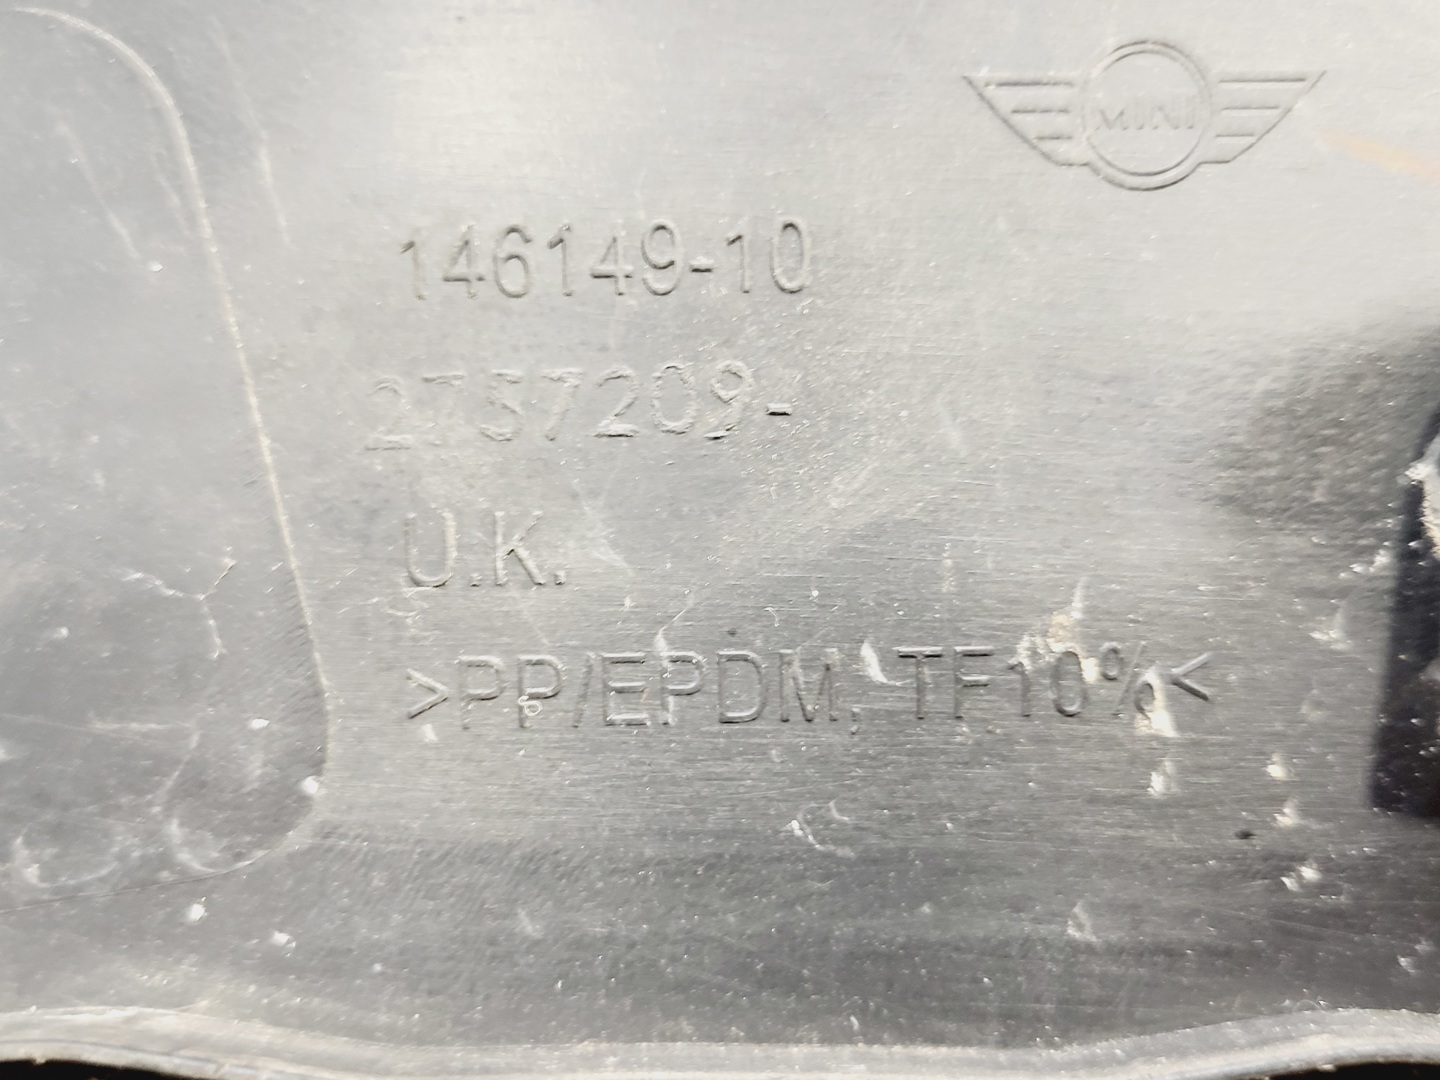 MINI
146149-10
2757209-
U.K.
>PP/EPDM, TF10%<